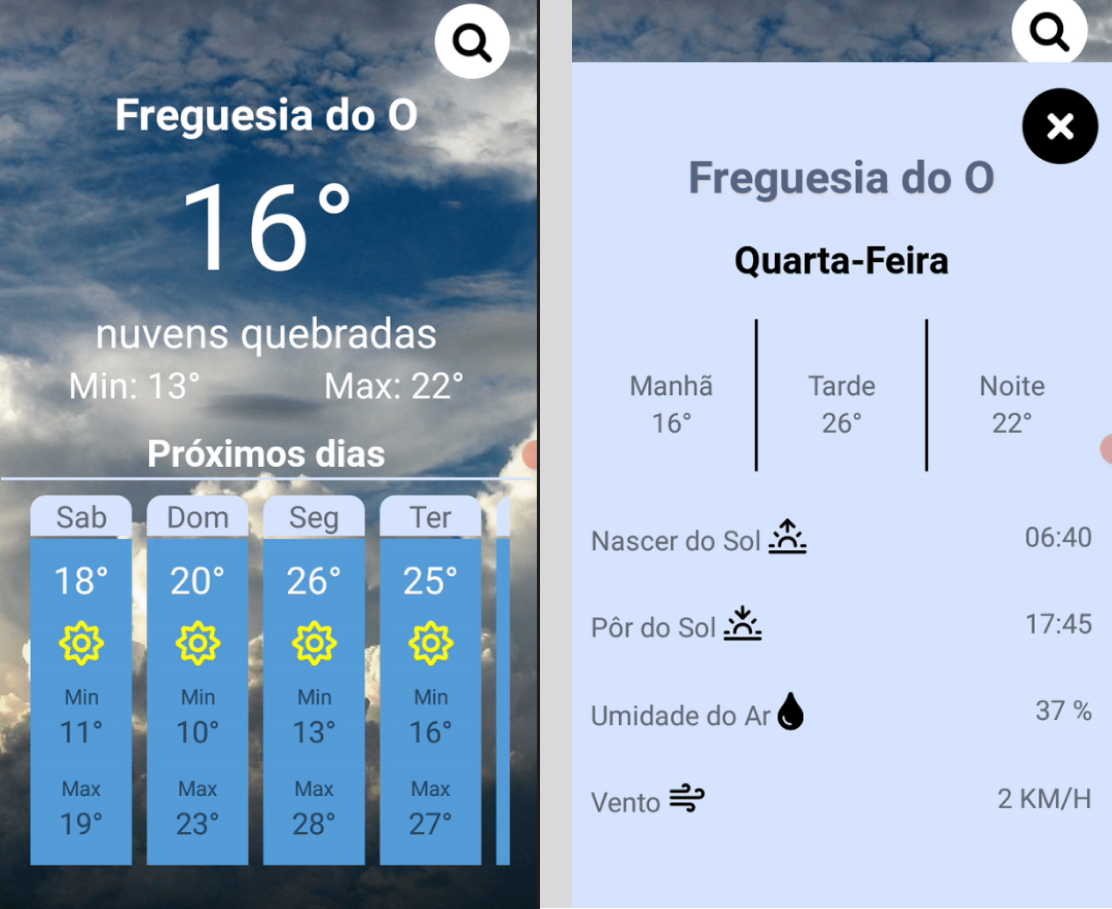 Freguesia do O
16°
nuvens quebradas
Min: 13° Max: 22°
Próximos dias
Sab Dom Seg Ter
18° 20° 26° 25°
Min Min Min Min
11° 10° 13° 16°
Max Max Max Max
19° 23° 28° 27°
Freguesia do O
Quarta-Feira
Manhã Tarde Noite
16° 26° 22°
Nascer do Sol 06:40
Pôr do Sol 17:45
Umidade do Ar 37 %
Vento 2 KM/H